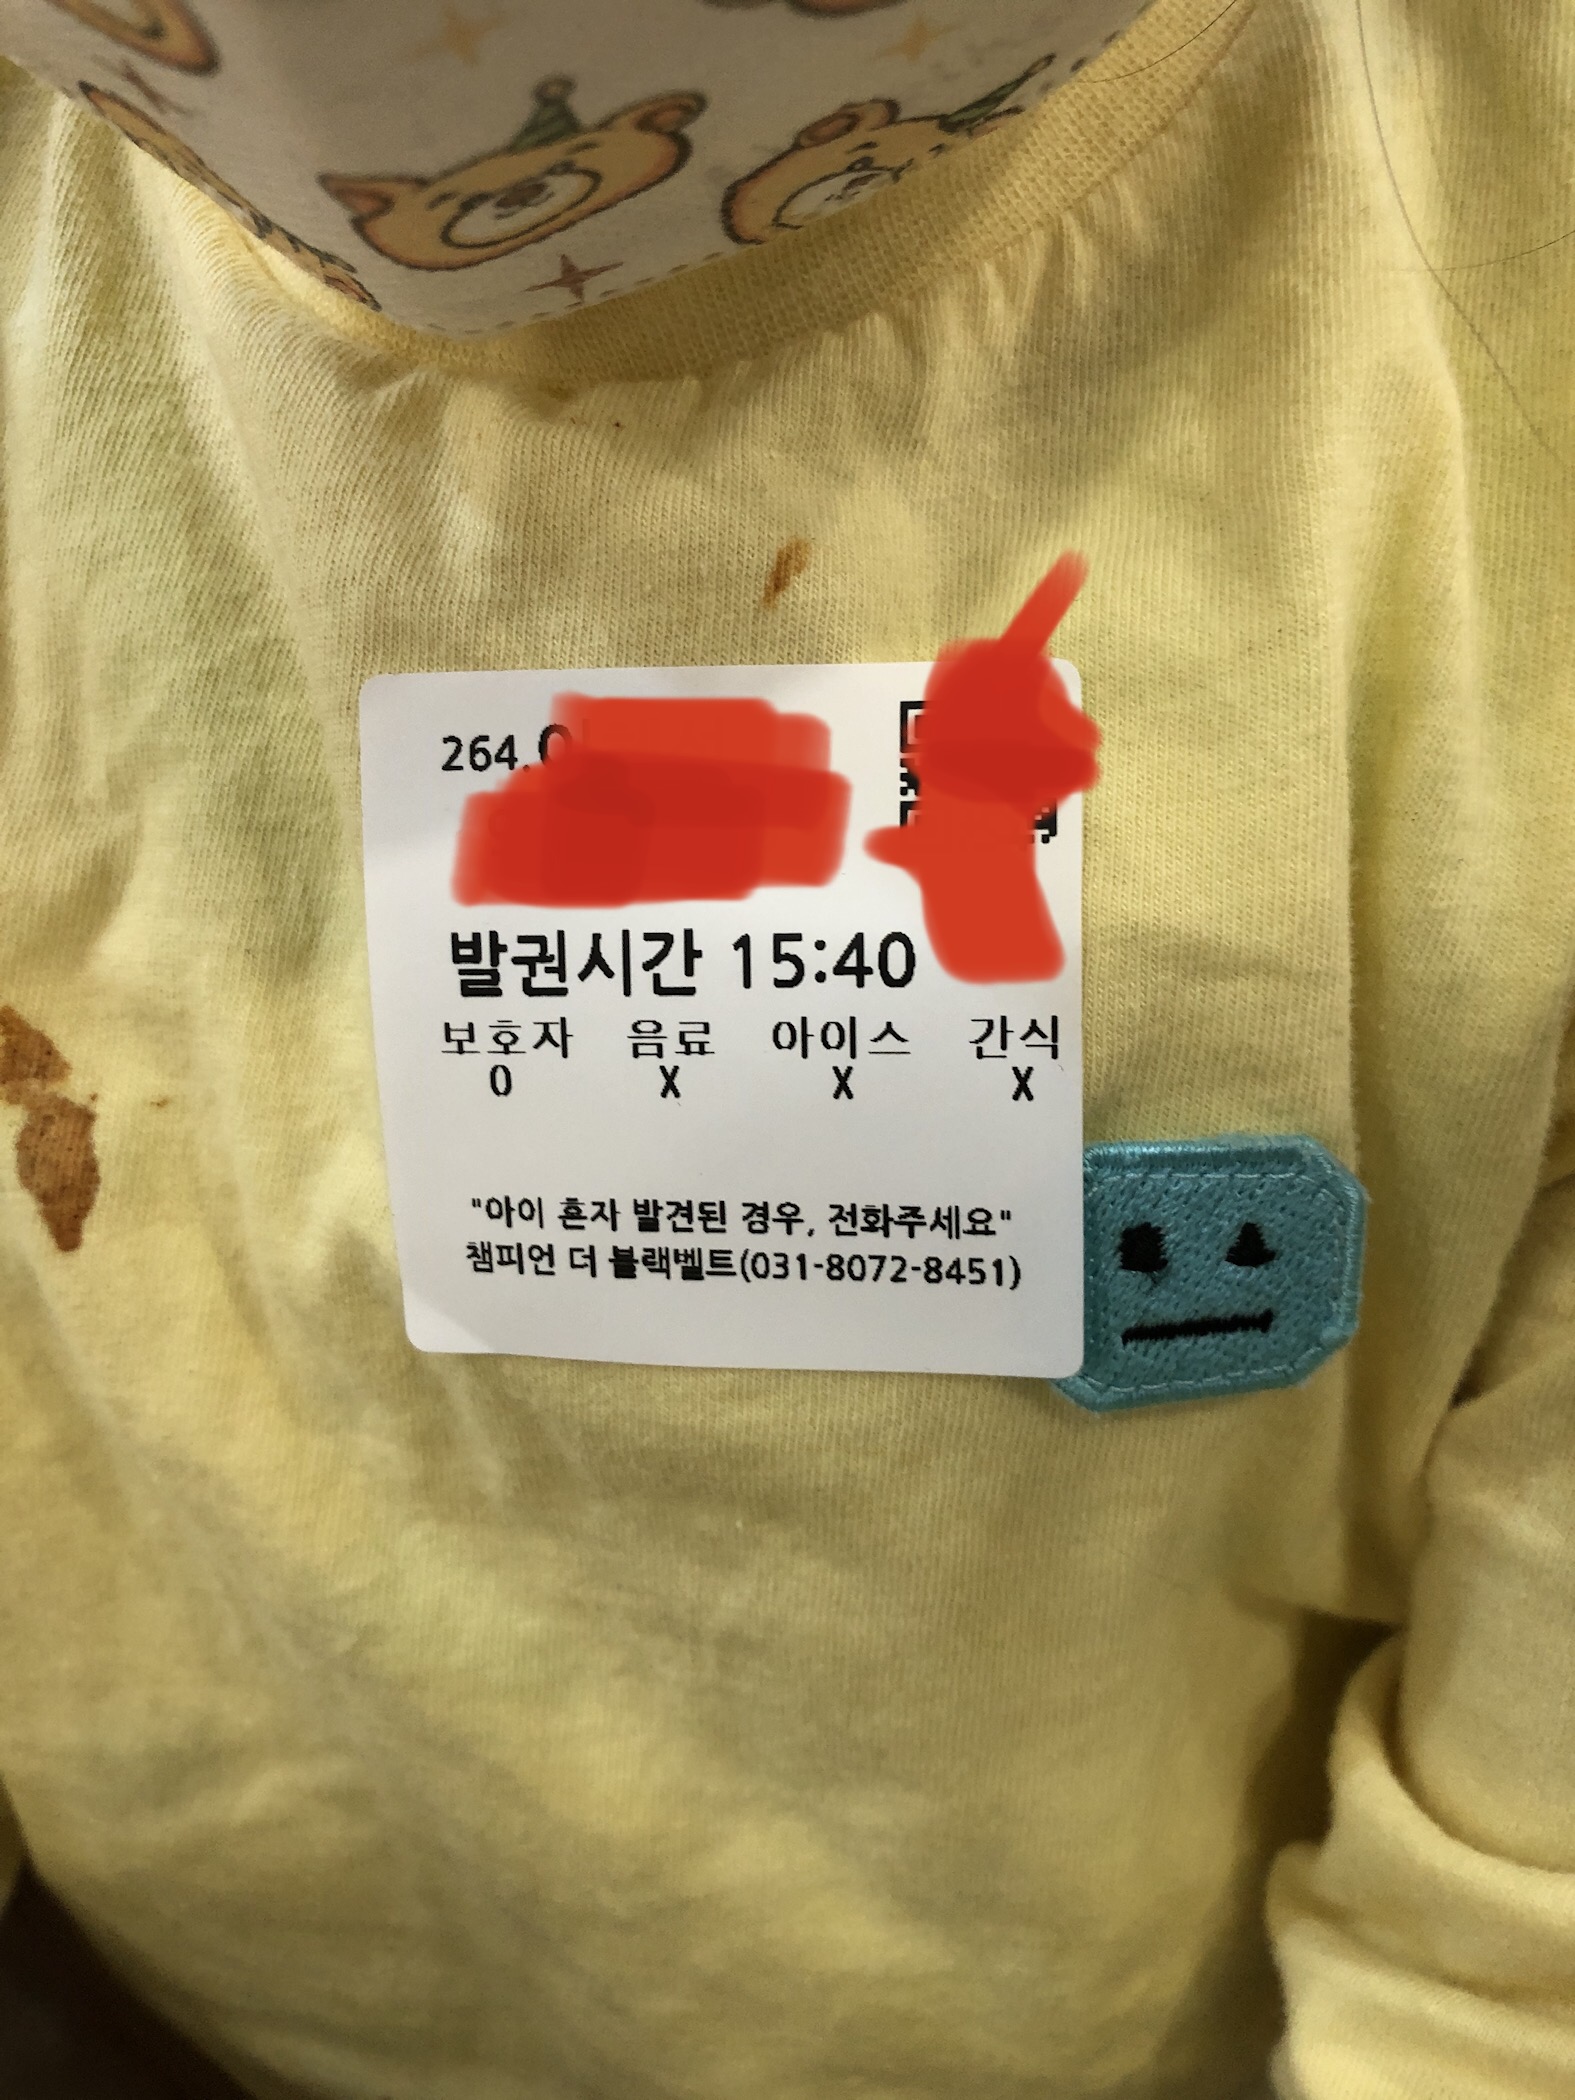 264.
발권시간 15:40
보호자 음료 아이스 간식
O X X X
"아이 혼자 발견된 경우, 전화주세요"
챔피언 더 블랙벨트(031-8072-8451)